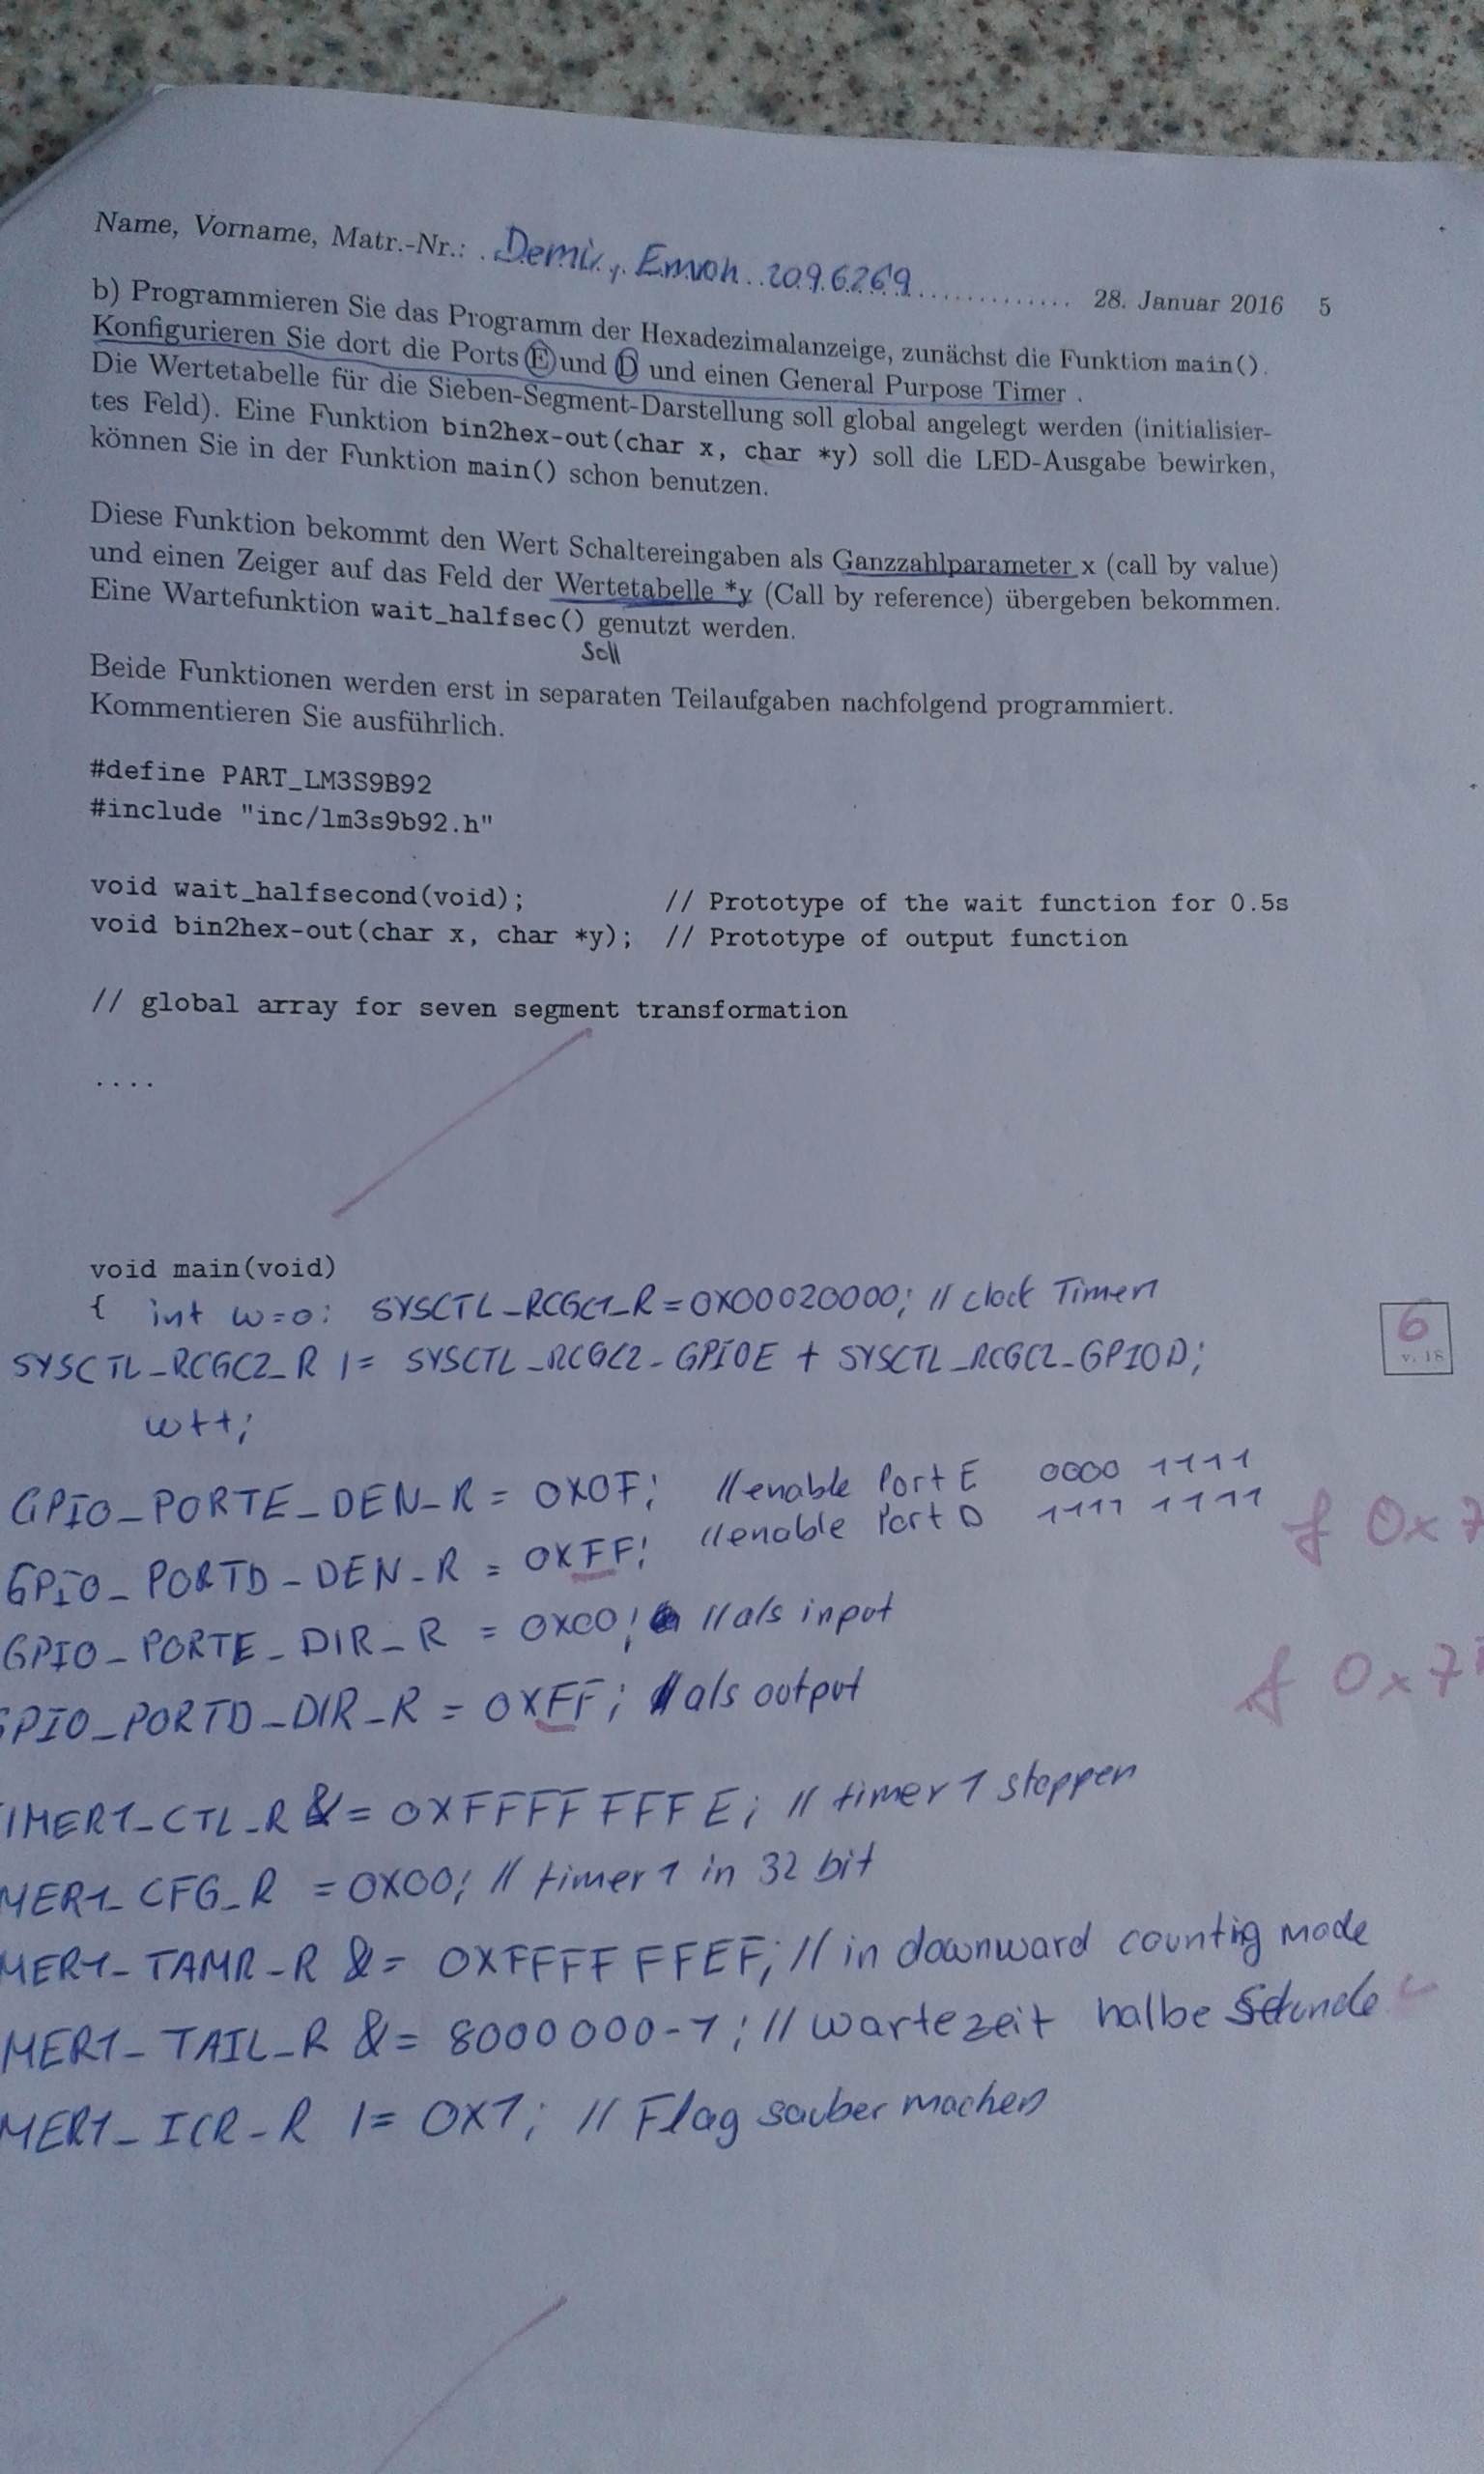 Name, Vorname, Matr.-Nr.: . Demir, Emrah..2096269............. 28. Januar 2016 5
b) Programmieren Sie das Programm der Hexadezimalanzeige, zunächst die Funktion main().
Konfigurieren Sie dort die Ports E und D und einen General Purpose Timer .
Die Wertetabelle für die Sieben-Segment-Darstellung soll global angelegt werden (initialisier-
tes Feld). Eine Funktion bin2hex-out(char x, char *y) soll die LED-Ausgabe bewirken,
können Sie in der Funktion main() schon benutzen.
Diese Funktion bekommt den Wert Schaltereingaben als Ganzzahlparameter x (call by value)
und einen Zeiger auf das Feld der Wertetabelle *y (Call by reference) übergeben bekommen.
Eine Wartefunktion wait_halfsec() genutzt werden.
soll
Beide Funktionen werden erst in separaten Teilaufgaben nachfolgend programmiert.
Kommentieren Sie ausführlich.
#define PART_LM3S9B92
#include "inc/lm3s9b92.h"
void wait_halfsecond(void); // Prototype of the wait function for 0.5s
void bin2hex-out(char x, char *y); // Prototype of output function
// global array for seven segment transformation
....
void main(void)
{ int w=0; SYSCTL_RCGC1_R=0X00020000; // clock Timer1
SYSCTL_RCGC2_R |= SYSCTL_RCGC2_GPIOE + SYSCTL_RCGC2_GPIOD;
6
v. 18
w++;
GPIO_PORTE_DEN_R = 0X0F; //enable Port E 0000 1111
GPIO_PORTD_DEN_R = 0XFF; //enable Port D 1111 1111
f 0x7
GPIO_PORTE_DIR_R = 0X00; //als input
GPIO_PORTD_DIR_R = 0XFF; //als output
f 0x7
TIMER1_CTL_R &= 0XFFFF FFFE; // timer 1 stoppen
MER1_CFG_R = 0X00; // timer 1 in 32 bit
MER1_TAMR_R &= 0XFFFF FFEF; // in downward countig mode
MER1_TAIL_R &= 8000000-1; // wartezeit halbe Sekunde
MER1_ICR_R |= 0X1; // Flag sauber machen